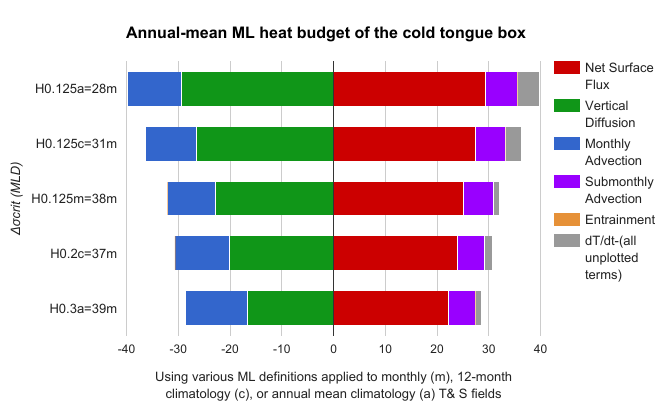 Annual-mean ML heat budget of the cold tongue box
Δσcrit (MLD)
H0.125a=28m
H0.125c=31m
H0.125m=38m
H0.2c=37m
H0.3a=39m
-40 -30 -20 -10 0 10 20 30 40
Using various ML definitions applied to monthly (m), 12-month
climatology (c), or annual mean climatology (a) T& S fields
Net Surface
Flux
Vertical
Diffusion
Monthly
Advection
Submonthly
Advection
Entrainment
dT/dt-(all
unplotted
terms)